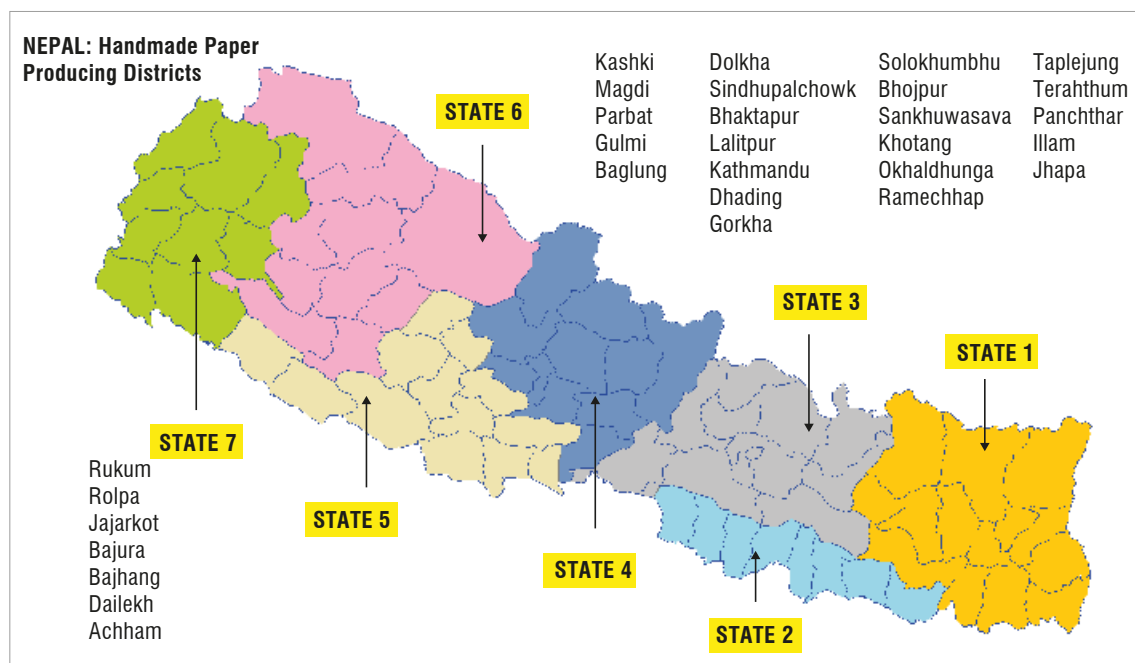 NEPAL: Handmade Paper
Producing Districts
Kashki
Magdi
Parbat
Gulmi
Baglung
Dolkha
Sindhupalchowk
Bhaktapur
Lalitpur
Kathmandu
Dhading
Gorkha
Solokhumbhu
Bhojpur
Sankhuwasava
Khotang
Okhaldhunga
Ramechhap
Taplejung
Terahthum
Panchthar
Illam
Jhapa
STATE 6
STATE 3
STATE 1
STATE 7
Rukum
Rolpa
Jajarkot
Bajura
Bajhang
Dailekh
Achham
STATE 5
STATE 4
STATE 2